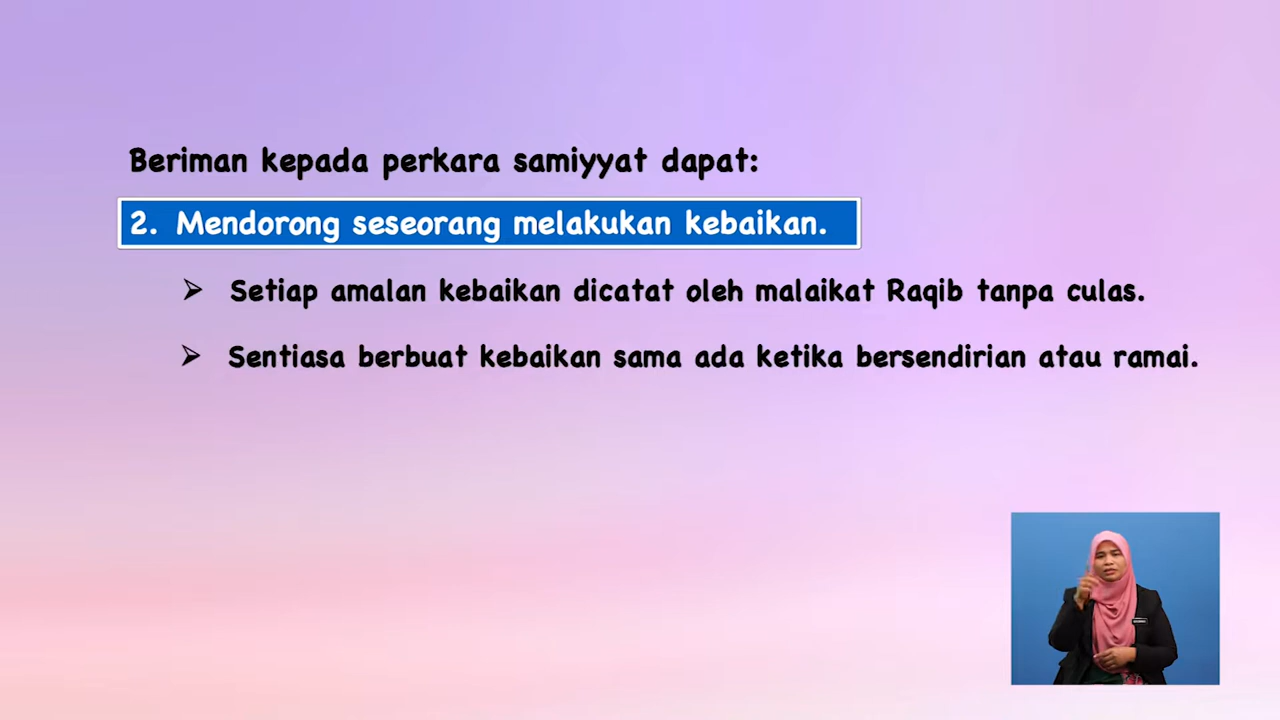 Beriman kepada perkara samiyyat dapat:
2. Mendorong seseorang melakukan kebaikan.
➢ Setiap amalan kebaikan dicatat oleh malaikat Raqib tanpa culas.
➢ Sentiasa berbuat kebaikan sama ada ketika bersendirian atau ramai.